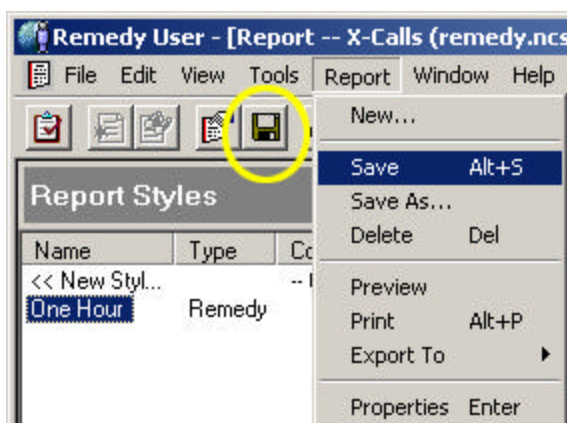 Remedy User - [Report -- X-Calls (remedy.ncs
File Edit View Tools Report Window Help
New...
Save Alt+S
Save As...
Delete Del
Preview
Print Alt+P
Export To
Properties Enter
Report Styles
Name Type Co
<< New Styl... --
One Hour Remedy